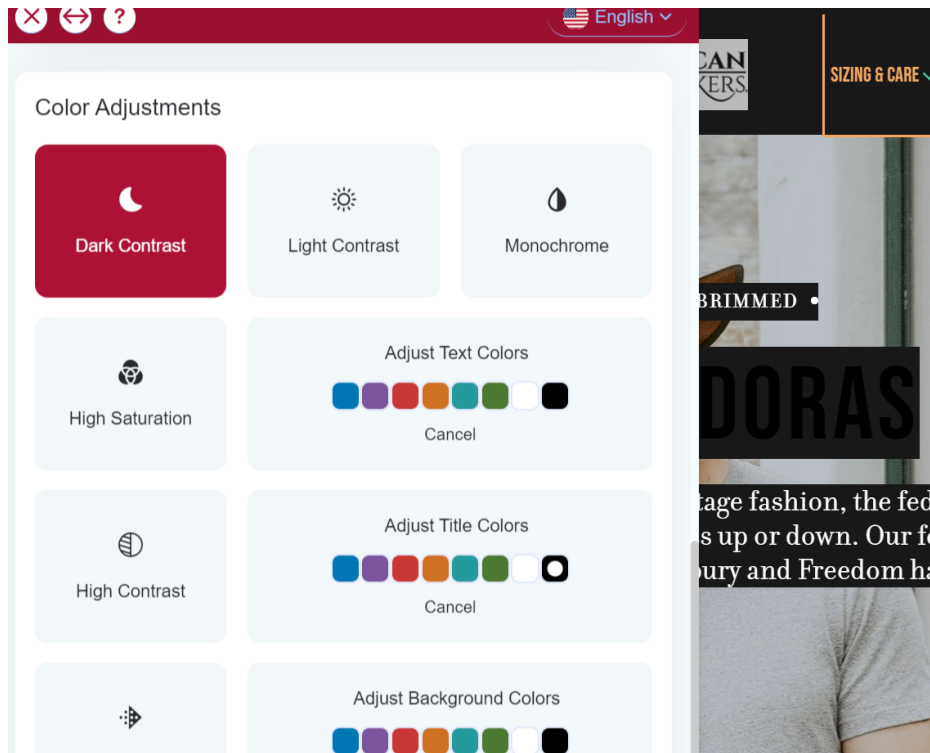 ?
English
Color Adjustments
Dark Contrast
Light Contrast
Monochrome
High Saturation
Adjust Text Colors
Cancel
High Contrast
Adjust Title Colors
Cancel
Adjust Background Colors
CAN
KERS
SIZING & CARE
BRIMMED •
DORAS
tage fashion, the fed
s up or down. Our f
bury and Freedom ha